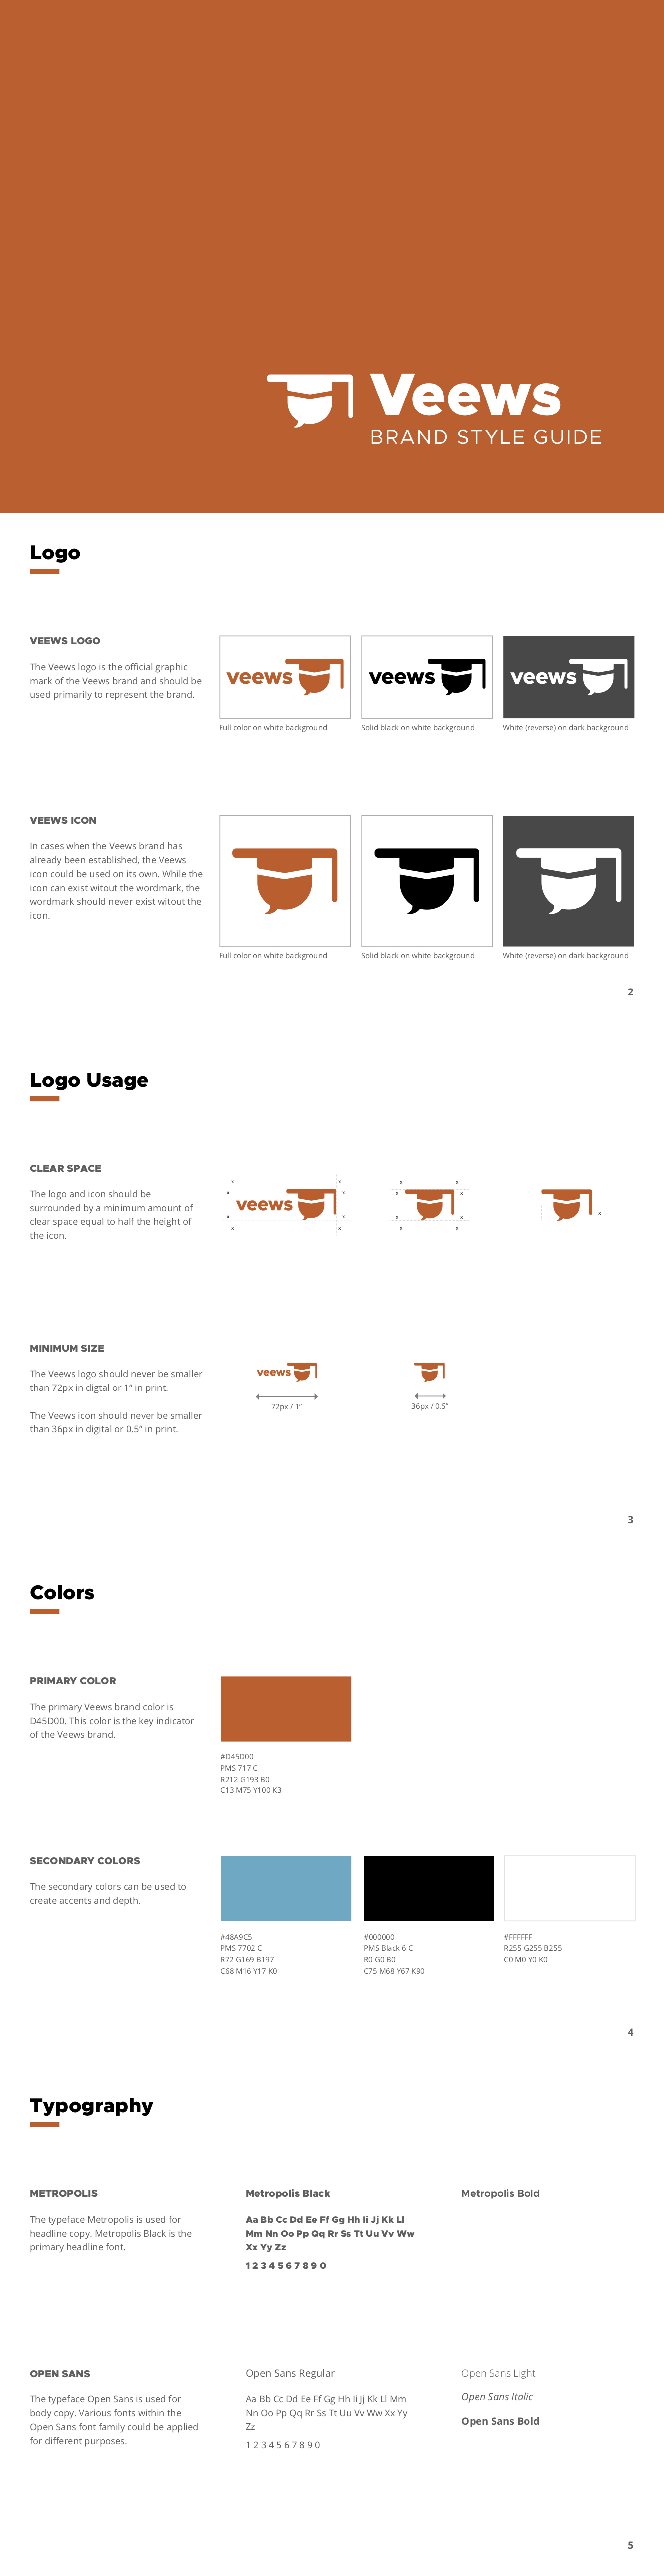 Veews
BRAND STYLE GUIDE
Logo
VEEWS LOGO
The Veews logo is the official graphic
mark of the Veews brand and should be
used primarily to represent the brand.
veews
veews
veews
Full color on white background
Solid black on white background
White (reverse) on dark background
VEEWS ICON
In cases when the Veews brand has
already been established, the Veews
icon could be used on its own. While the
icon can exist witout the wordmark, the
wordmark should never exist witout the
icon.
Full color on white background
Solid black on white background
White (reverse) on dark background
2
Logo Usage
CLEAR SPACE
The logo and icon should be
surrounded by a minimum amount of
clear space equal to half the height of
the icon.
x x
x x
veews
x x
x x
x x
x x
x x
x x
x
MINIMUM SIZE
The Veews logo should never be smaller
than 72px in digtal or 1” in print.
The Veews icon should never be smaller
than 36px in digital or 0.5” in print.
veews
72px / 1”
36px / 0.5”
3
Colors
PRIMARY COLOR
The primary Veews brand color is
D45D00. This color is the key indicator
of the Veews brand.
#D45D00
PMS 717 C
R212 G193 B0
C13 M75 Y100 K3
SECONDARY COLORS
The secondary colors can be used to
create accents and depth.
#48A9C5
PMS 7702 C
R72 G169 B197
C68 M16 Y17 K0
#000000
PMS Black 6 C
R0 G0 B0
C75 M68 Y67 K90
#FFFFFF
R255 G255 B255
C0 M0 Y0 K0
4
Typography
METROPOLIS
The typeface Metropolis is used for
headline copy. Metropolis Black is the
primary headline font.
Metropolis Black
Aa Bb Cc Dd Ee Ff Gg Hh Ii Jj Kk Ll
Mm Nn Oo Pp Qq Rr Ss Tt Uu Vv Ww
Xx Yy Zz
1 2 3 4 5 6 7 8 9 0
Metropolis Bold
OPEN SANS
The typeface Open Sans is used for
body copy. Various fonts within the
Open Sans font family could be applied
for different purposes.
Open Sans Regular
Aa Bb Cc Dd Ee Ff Gg Hh Ii Jj Kk Ll Mm
Nn Oo Pp Qq Rr Ss Tt Uu Vv Ww Xx Yy
Zz
1 2 3 4 5 6 7 8 9 0
Open Sans Light
Open Sans Italic
Open Sans Bold
5